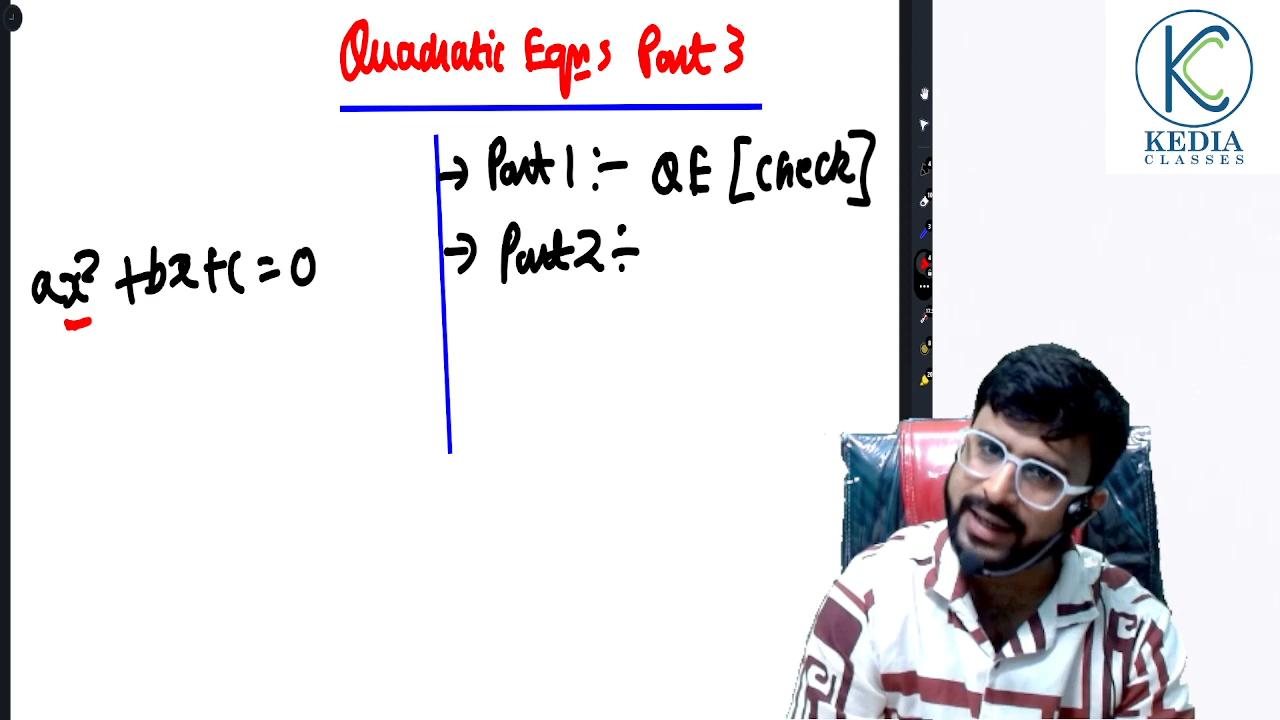 Quadratic Eqns Part 3
KEDIA
CLASSES
→ Part 1 :- QE [check]
→ Part 2 :-
ax² + bx + c = 0